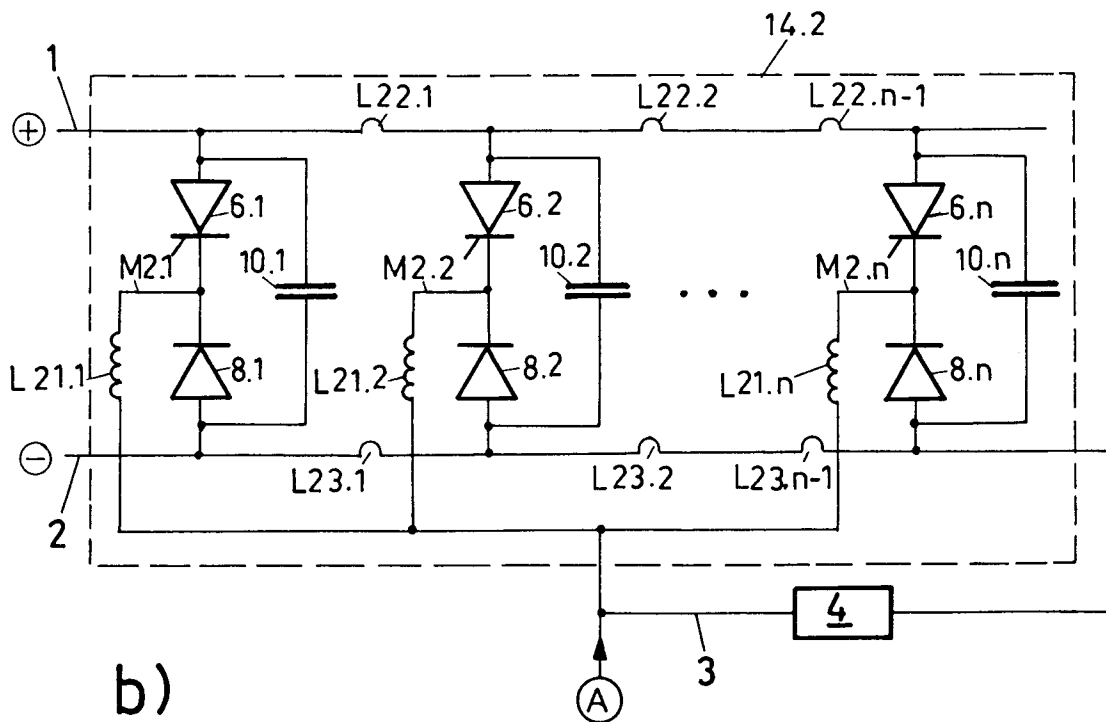 14.2
1
L22.1
L22.2
L22.n-1
+
6.1
6.2
6.n
M2.1
10.1
M2.2
10.2
M2.n
10.n
. . .
L21.1
8.1
L21.2
8.2
L21.n
8.n
−
L23.1
L23.2
L23.n-1
2
4
3
A
b)